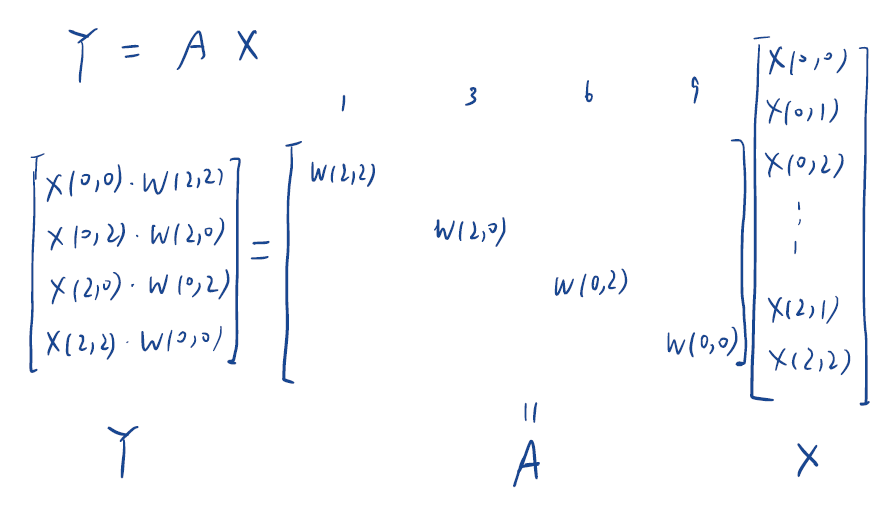 Y = A X
1 3 6 9
X(0,0) · W(2,2)
X(0,2) · W(2,0)
X(2,0) · W(0,2)
X(2,2) · W(0,0)
=
W(2,2)
W(2,0)
W(0,2)
W(0,0)
X(0,0)
X(0,1)
X(0,2)
⋮
X(2,1)
X(2,2)
Y
=
A
X